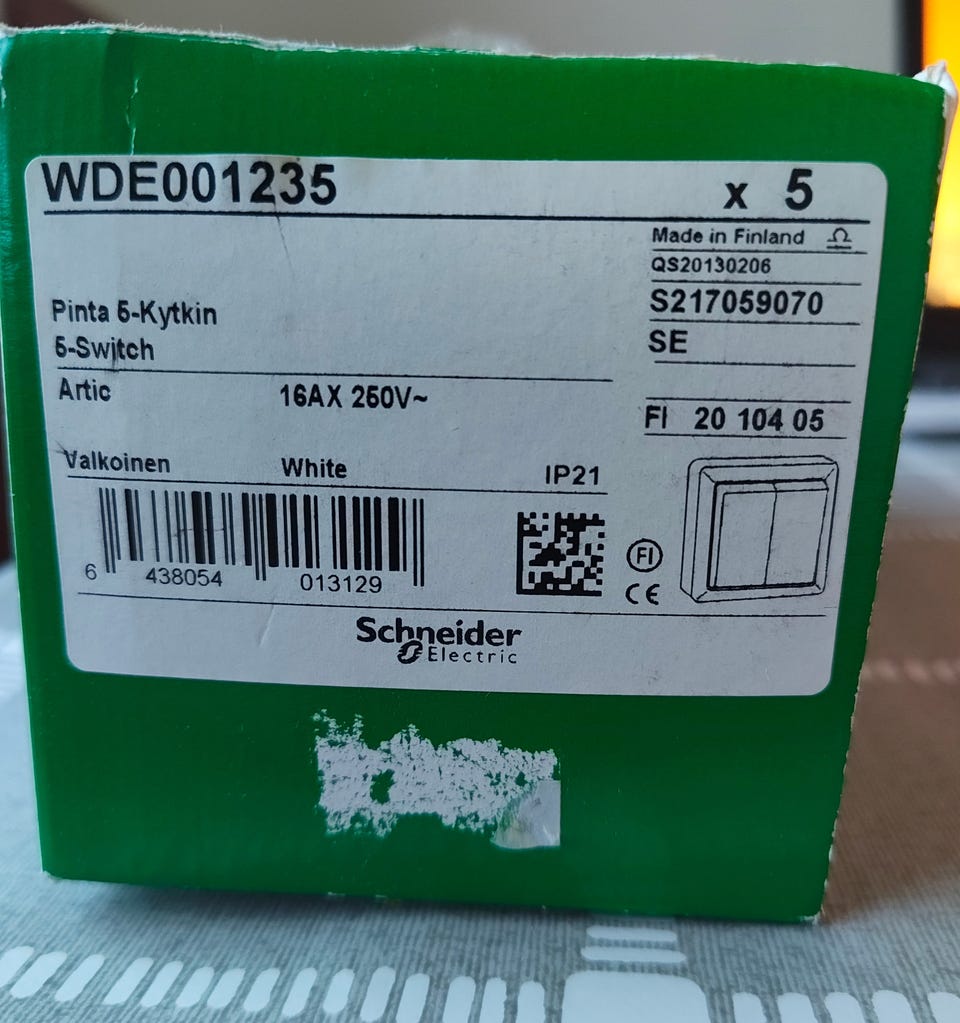 WDE001235
x 5
Made in Finland
QS20130206
S217059070
SE
FI 20 104 05
Pinta 5-Kytkin
5-Switch
Artic 16AX 250V~
Valkoinen White IP21
6 438054 013129
FI
CE
Schneider
Electric